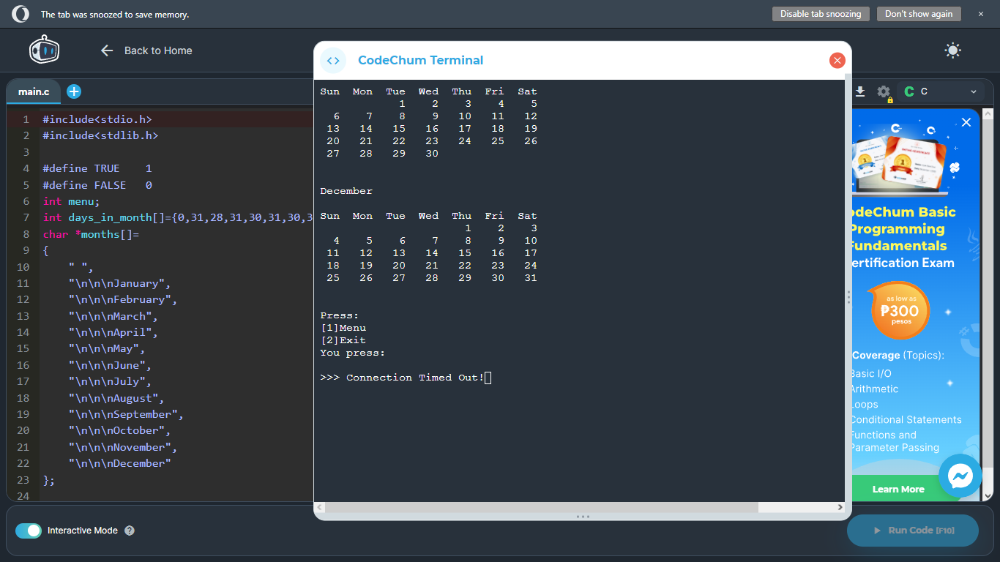 The tab was snoozed to save memory.
Disable tab snoozing
Don't show again
Back to Home
CodeChum Terminal
main.c
C
1 #include<stdio.h>
2 #include<stdlib.h>
3
4 #define TRUE    1
5 #define FALSE   0
6 int menu;
7 int days_in_month[]={0,31,28,31,30,31,30,3
8 char *months[]=
9 {
10     " ",
11     "\n\n\nJanuary",
12     "\n\n\nFebruary",
13     "\n\n\nMarch",
14     "\n\n\nApril",
15     "\n\n\nMay",
16     "\n\n\nJune",
17     "\n\n\nJuly",
18     "\n\n\nAugust",
19     "\n\n\nSeptember",
20     "\n\n\nOctober",
21     "\n\n\nNovember",
22     "\n\n\nDecember"
23 };
24
Sun  Mon  Tue  Wed  Thu  Fri  Sat
1    2    3    4    5
6    7    8    9   10   11   12
13   14   15   16   17   18   19
20   21   22   23   24   25   26
27   28   29   30
December
Sun  Mon  Tue  Wed  Thu  Fri  Sat
1    2    3
4    5    6    7    8    9   10
11   12   13   14   15   16   17
18   19   20   21   22   23   24
25   26   27   28   29   30   31
Press:
[1]Menu
[2]Exit
You press:
>>> Connection Timed Out!
odeChum Basic
Programming
Fundamentals
ertification Exam
as low as
₱300
pesos
Coverage (Topics):
Basic I/O
Arithmetic
Loops
Conditional Statements
Functions and
Parameter Passing
Learn More
Interactive Mode
Run Code [F10]